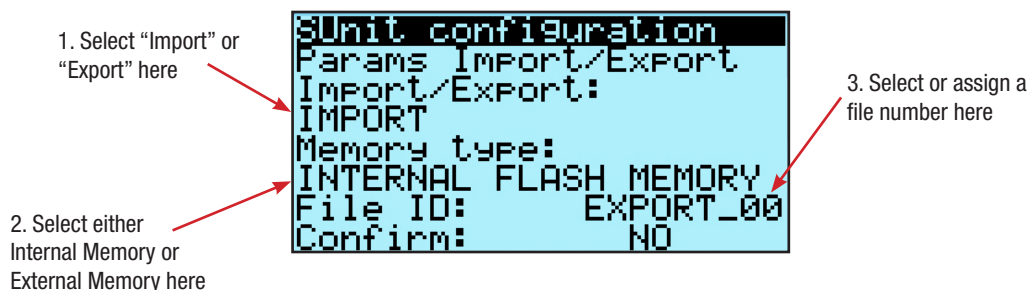 1. Select “Import” or
“Export” here
SUnit configuration
Params Import/Export
Import/Export:
IMPORT
Memory type:
INTERNAL FLASH MEMORY
File ID: EXPORT_00
Confirm: NO
3. Select or assign a
file number here
2. Select either
Internal Memory or
External Memory here